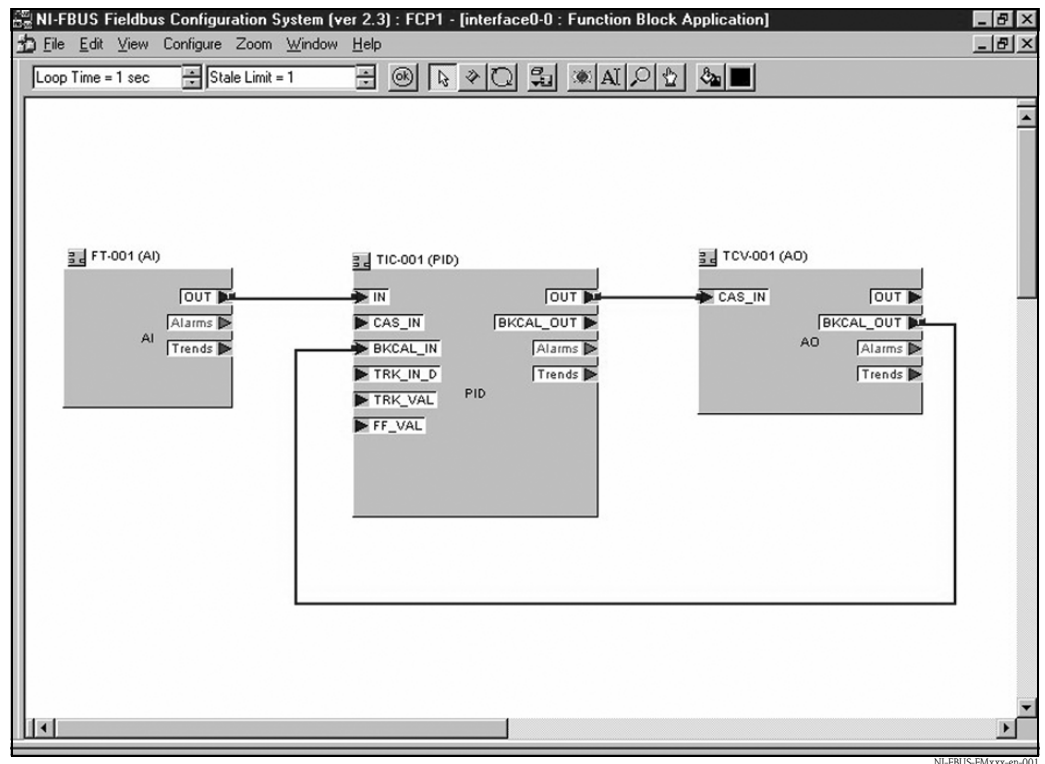 NI-FBUS Fieldbus Configuration System (ver 2.3) : FCP1 - [interface0-0 : Function Block Application]
File Edit View Configure Zoom Window Help
Loop Time = 1 sec
Stale Limit = 1
ok
AI
FT-001 (AI)
OUT
Alarms
Trends
AI
TIC-001 (PID)
IN
CAS_IN
BKCAL_IN
TRK_IN_D
TRK_VAL
FF_VAL
OUT
BKCAL_OUT
Alarms
Trends
PID
TCV-001 (AO)
CAS_IN
OUT
BKCAL_OUT
Alarms
Trends
AO
NI-FBUS-FMxxx-en-001